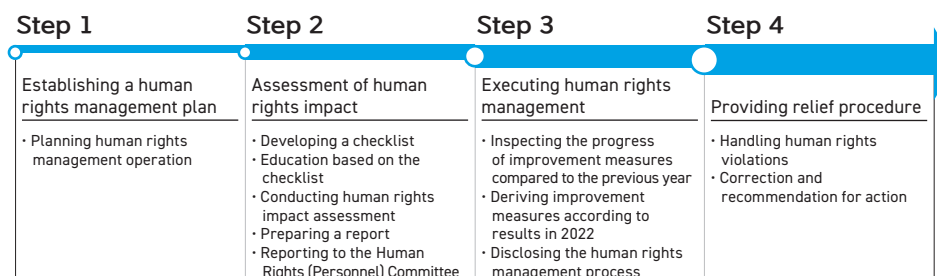 Step 1
Establishing a human
rights management plan
· Planning human rights
management operation
Step 2
Assessment of human
rights impact
· Developing a checklist
· Education based on the
checklist
· Conducting human rights
impact assessment
· Preparing a report
· Reporting to the Human
Rights (Personnel) Committee
Step 3
Executing human rights
management
· Inspecting the progress
of improvement measures
compared to the previous year
· Deriving improvement
measures according to
results in 2022
· Disclosing the human rights
management process
Step 4
Providing relief procedure
· Handling human rights
violations
· Correction and
recommendation for action